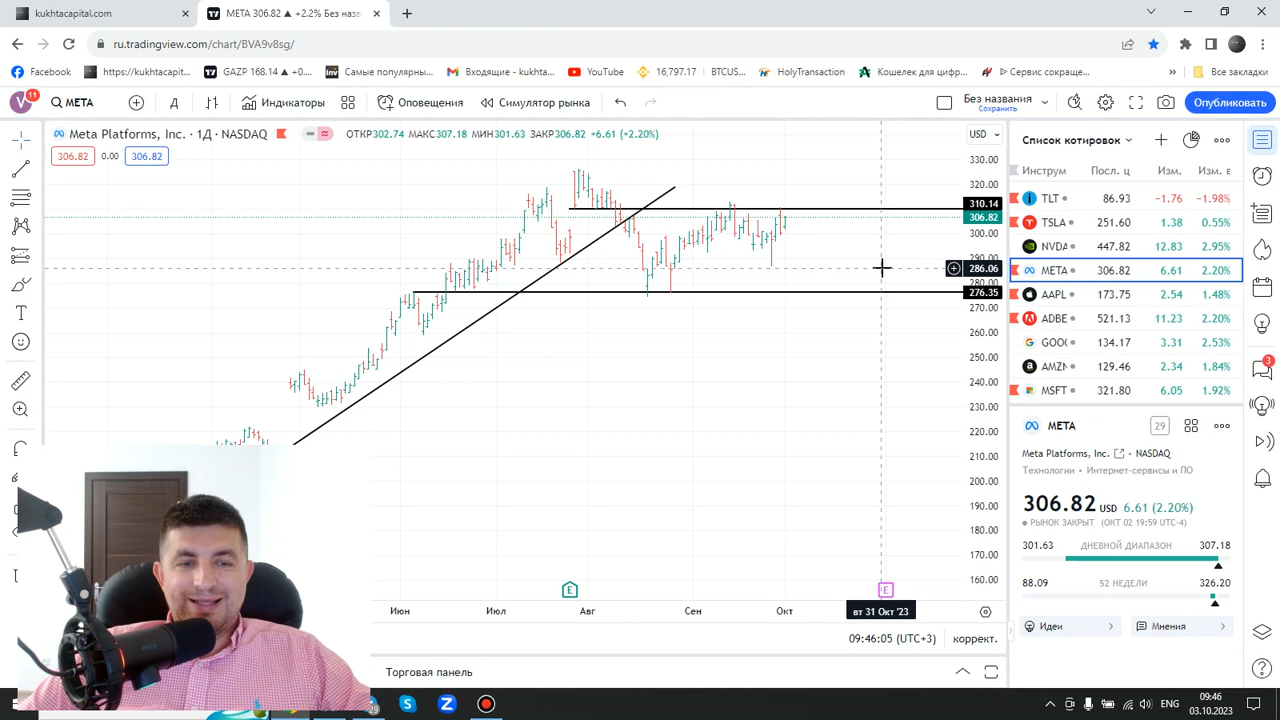 kukhtacapital.com
META 306.82 ▲ +2.2% Без назв
ru.tradingview.com/chart/BVA9v8sg/
Facebook
https://kukhtacapit...
GAZP 168.14 ▲ +0....
Самые популярны...
Входящие - kukhta...
YouTube
16,797.17 | BTCUS...
HolyTransaction
Кошелек для цифр...
▷ Сервис сокраще...
»
Все закладки
V
11
META
Д
Индикаторы
Оповещения
Симулятор рынка
Без названия
Сохранить
Опубликовать
Meta Platforms, Inc. · 1Д · NASDAQ
ОТКР302.74 МАКС307.18 МИН301.63 ЗАКР306.82 +6.61 (+2.20%)
306.82 0.00 306.82
USD
330.00
320.00
310.14
306.82
300.00
290.00
286.06
280.00
276.35
270.00
260.00
250.00
240.00
230.00
220.00
210.00
200.00
190.00
180.00
170.00
160.00
E
E
Июн
Июл
Авг
Сен
Окт
вт 31 Окт '23
09:46:05 (UTC+3)
коррект.
Торговая панель
Список котировок
Инструм Посл. ц Изм. Изм. в
TLT 86.93 −1.76 −1.98%
TSLA 251.60 1.38 0.55%
NVDA 447.82 12.83 2.95%
META 306.82 6.61 2.20%
AAPL 173.75 2.54 1.48%
ADBE 521.13 11.23 2.20%
GOO 134.17 3.31 2.53%
AMZN 129.46 2.34 1.84%
MSFT 321.80 6.05 1.92%
META
29
Meta Platforms, Inc. • NASDAQ
Технологии • Интернет-сервисы и ПО
306.82 USD 6.61 (2.20%)
РЫНОК ЗАКРЫТ (ОКТ 02 19:59 UTC-4)
301.63 ДНЕВНОЙ ДИАПАЗОН 307.18
88.09 52 НЕДЕЛИ 326.20
Идеи
Мнения
3
ENG
09:46
03.10.2023